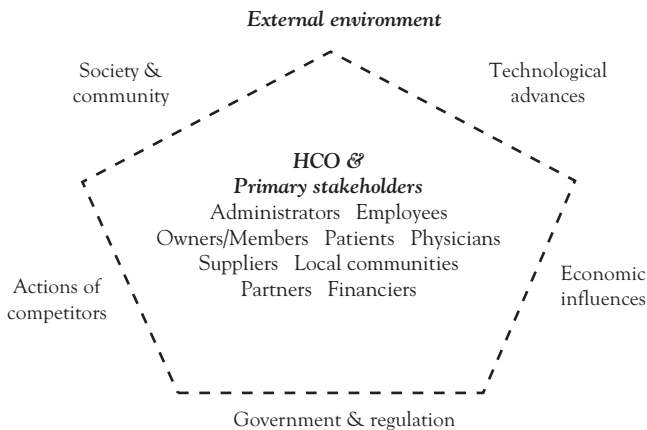 External environment
Society &
community
Technological
advances
HCO &
Primary stakeholders
Administrators Employees
Owners/Members Patients Physicians
Suppliers Local communities
Partners Financiers
Actions of
competitors
Economic
influences
Government & regulation